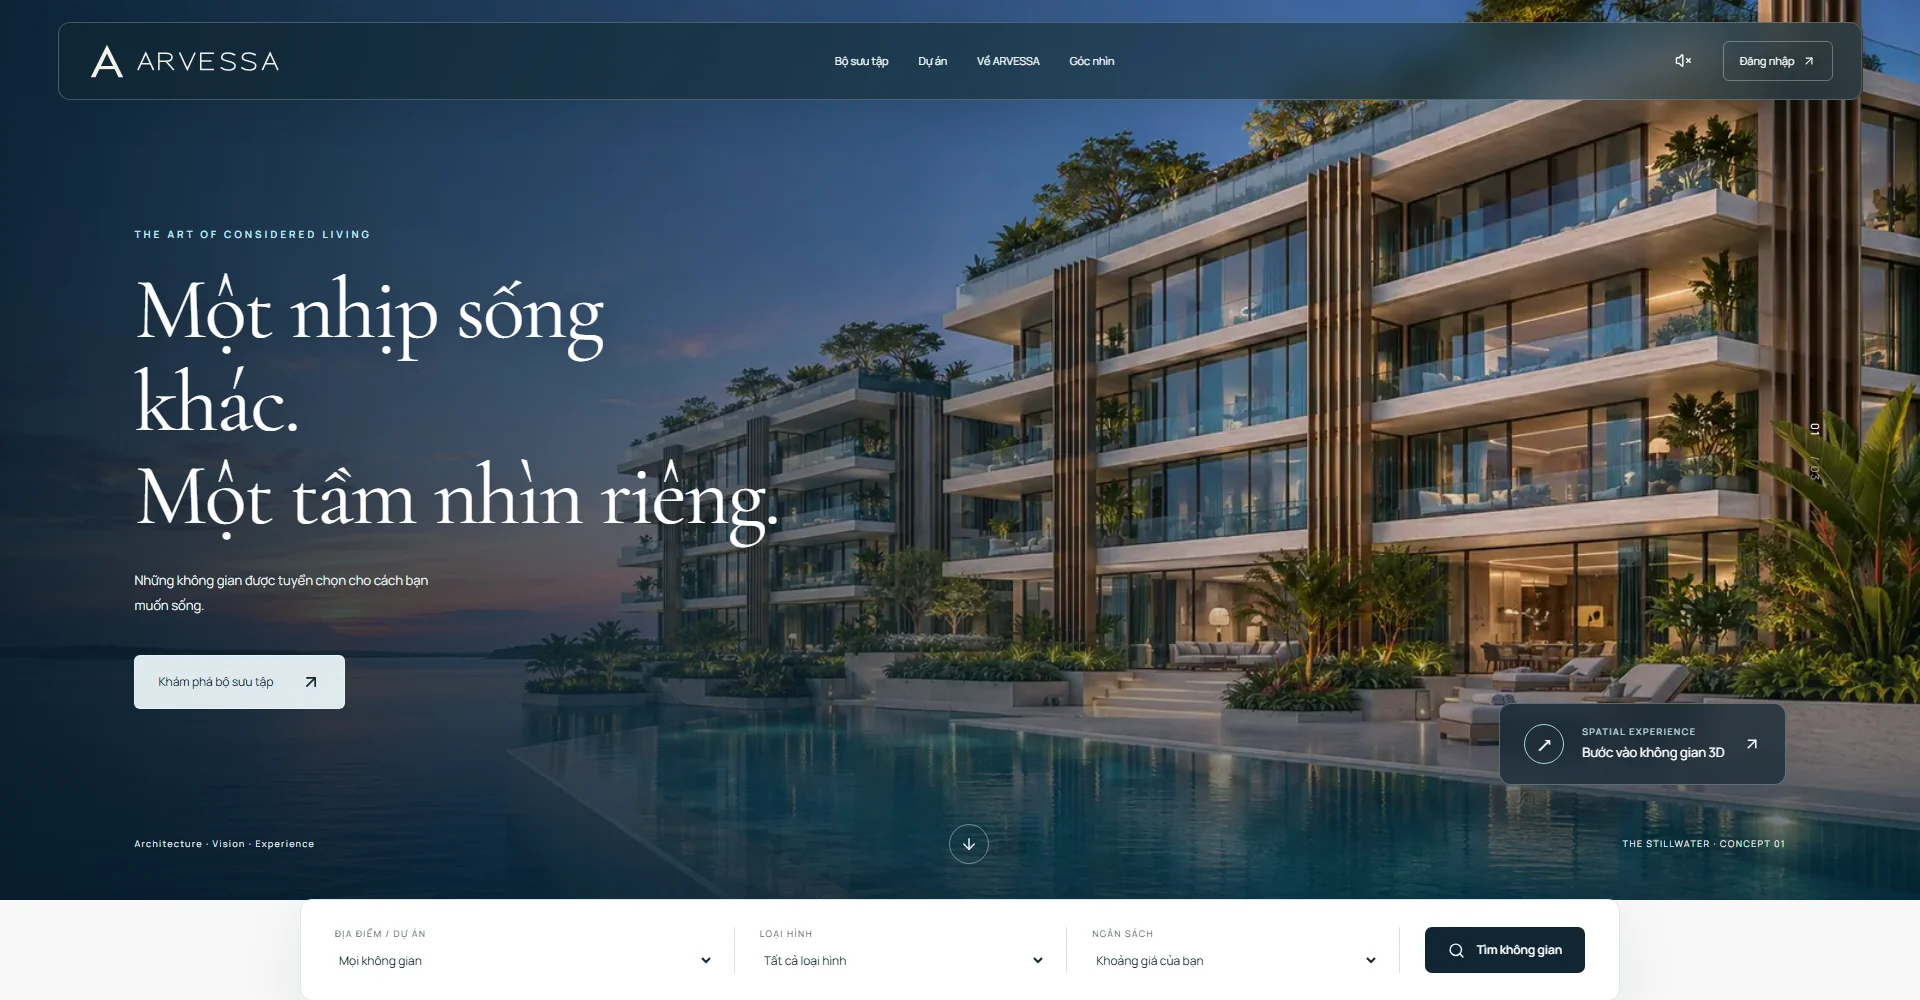 ARVESSA
Bộ sưu tập
Dự án
Về ARVESSA
Góc nhìn
Đăng nhập
THE ART OF CONSIDERED LIVING
Một nhịp sống
khác.
Một tầm nhìn riêng.
Những không gian được tuyển chọn cho cách bạn
muốn sống.
Khám phá bộ sưu tập
01 / 03
SPATIAL EXPERIENCE
Bước vào không gian 3D
Architecture · Vision · Experience
THE STILLWATER · CONCEPT 01
ĐỊA ĐIỂM / DỰ ÁN
Mọi không gian
LOẠI HÌNH
Tất cả loại hình
NGÂN SÁCH
Khoảng giá của bạn
Tìm không gian